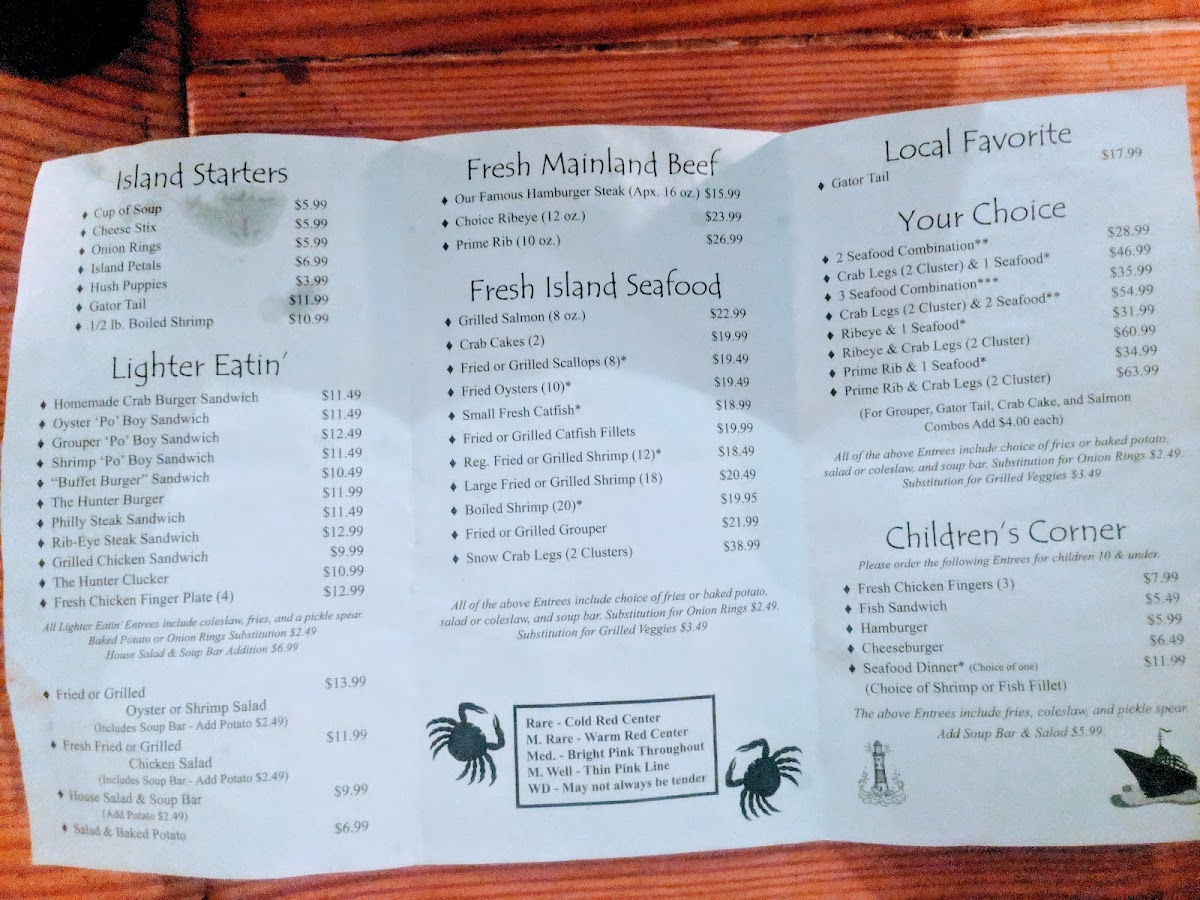 Island Starters
♦ Cup of Soup $5.99
♦ Cheese Stix $5.99
♦ Onion Rings $5.99
♦ Island Petals $6.99
♦ Hush Puppies $3.99
♦ Gator Tail $11.99
♦ 1/2 lb. Boiled Shrimp $10.99
Lighter Eatin'
♦ Homemade Crab Burger Sandwich $11.49
♦ Oyster 'Po' Boy Sandwich $11.49
♦ Grouper 'Po' Boy Sandwich $12.49
♦ Shrimp 'Po' Boy Sandwich $11.49
♦ "Buffet Burger" Sandwich $10.49
♦ The Hunter Burger $11.99
♦ Philly Steak Sandwich $11.49
♦ Rib-Eye Steak Sandwich $12.99
♦ Grilled Chicken Sandwich $9.99
♦ The Hunter Clucker $10.99
♦ Fresh Chicken Finger Plate (4) $12.99
All Lighter Eatin' Entrees include coleslaw, fries, and a pickle spear.
Baked Potato or Onion Rings Substitution $2.49
House Salad & Soup Bar Addition $6.99
♦ Fried or Grilled $13.99
Oyster or Shrimp Salad
(Includes Soup Bar - Add Potato $2.49)
♦ Fresh Fried or Grilled $11.99
Chicken Salad
(Includes Soup Bar - Add Potato $2.49)
♦ House Salad & Soup Bar $9.99
(Add Potato $2.49)
♦ Salad & Baked Potato $6.99
Fresh Mainland Beef
♦ Our Famous Hamburger Steak (Apx. 16 oz.) $15.99
♦ Choice Ribeye (12 oz.) $23.99
♦ Prime Rib (10 oz.) $26.99
Fresh Island Seafood
♦ Grilled Salmon (8 oz.) $22.99
♦ Crab Cakes (2) $19.99
♦ Fried or Grilled Scallops (8)* $19.49
♦ Fried Oysters (10)* $19.49
♦ Small Fresh Catfish* $18.99
♦ Fried or Grilled Catfish Fillets $19.99
♦ Reg. Fried or Grilled Shrimp (12)* $18.49
♦ Large Fried or Grilled Shrimp (18) $20.49
♦ Boiled Shrimp (20)* $19.95
♦ Fried or Grilled Grouper $21.99
♦ Snow Crab Legs (2 Clusters) $38.99
All of the above Entrees include choice of fries or baked potato,
salad or coleslaw, and soup bar. Substitution for Onion Rings $2.49.
Substitution for Grilled Veggies $3.49
Rare - Cold Red Center
M. Rare - Warm Red Center
Med. - Bright Pink Throughout
M. Well - Thin Pink Line
WD - May not always be tender
Local Favorite
♦ Gator Tail $17.99
Your Choice
♦ 2 Seafood Combination** $28.99
♦ Crab Legs (2 Cluster) & 1 Seafood* $46.99
♦ 3 Seafood Combination*** $35.99
♦ Crab Legs (2 Cluster) & 2 Seafood** $54.99
♦ Ribeye & 1 Seafood* $31.99
♦ Ribeye & Crab Legs (2 Cluster) $60.99
♦ Prime Rib & 1 Seafood* $34.99
♦ Prime Rib & Crab Legs (2 Cluster) $63.99
(For Grouper, Gator Tail, Crab Cake, and Salmon
Combos Add $4.00 each)
All of the above Entrees include choice of fries or baked potato,
salad or coleslaw, and soup bar. Substitution for Onion Rings $2.49.
Substitution for Grilled Veggies $3.49
Children's Corner
Please order the following Entrees for children 10 & under.
♦ Fresh Chicken Fingers (3) $7.99
♦ Fish Sandwich $5.49
♦ Hamburger $5.99
♦ Cheeseburger $6.49
♦ Seafood Dinner* (Choice of one) $11.99
(Choice of Shrimp or Fish Fillet)
The above Entrees include fries, coleslaw, and pickle spear.
Add Soup Bar & Salad $5.99